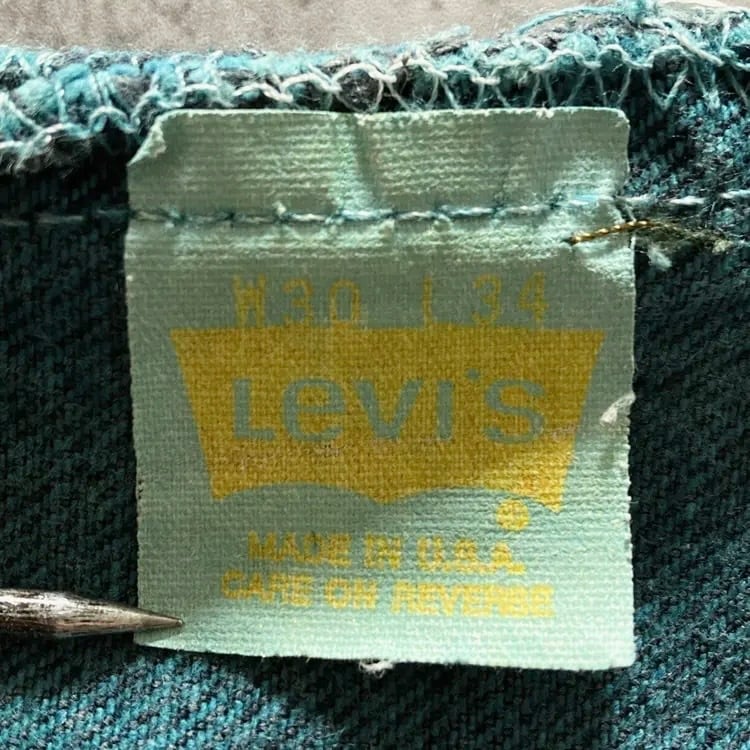 W30 L34
Levi's
®
MADE IN U.S.A.
CARE ON REVERSE